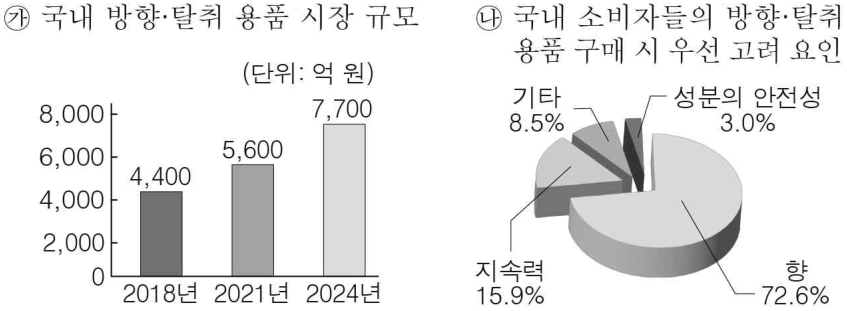 ㉮ 국내 방향·탈취 용품 시장 규모
(단위: 억 원)
8,000
6,000
4,000
2,000
0
4,400
5,600
7,700
2018년 2021년 2024년
㉯ 국내 소비자들의 방향·탈취
용품 구매 시 우선 고려 요인
기타
8.5%
성분의 안전성
3.0%
지속력
15.9%
향
72.6%